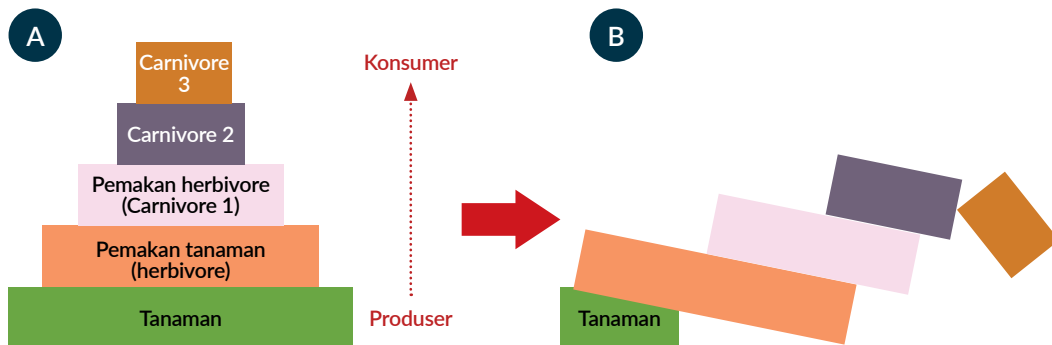 A
Carnivore
3
Carnivore 2
Pemakan herbivore
(Carnivore 1)
Pemakan tanaman
(herbivore)
Tanaman
Konsumer
Produser
B
Tanaman